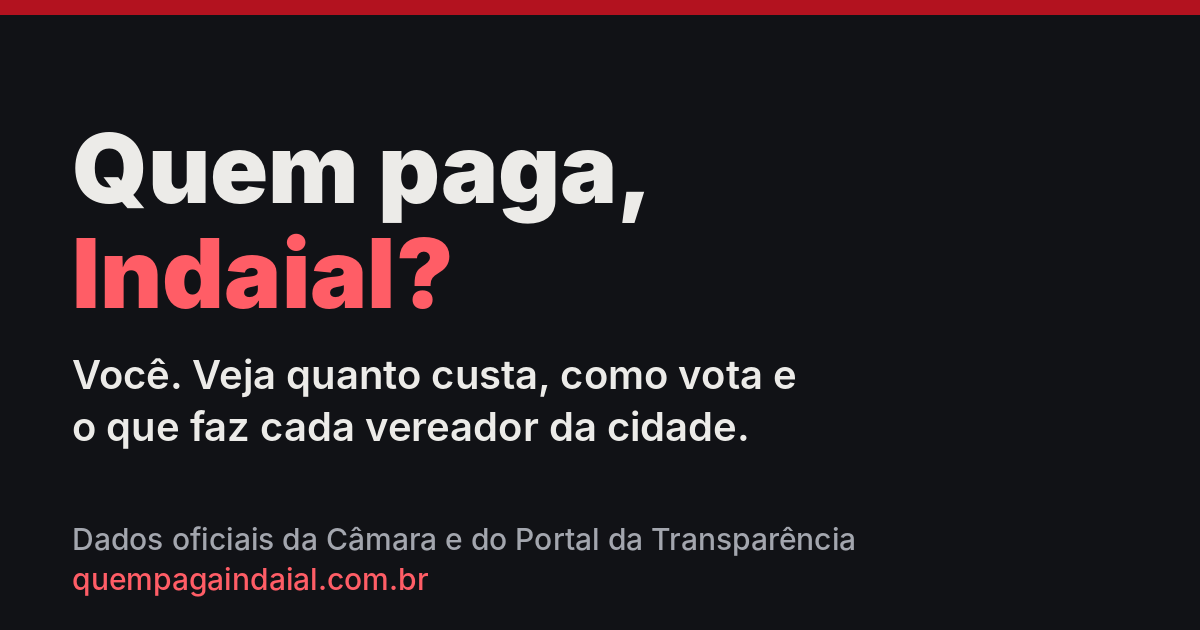 Quem paga,
Indaial?
Você. Veja quanto custa, como vota e
o que faz cada vereador da cidade.
Dados oficiais da Câmara e do Portal da Transparência
quempagaindaial.com.br